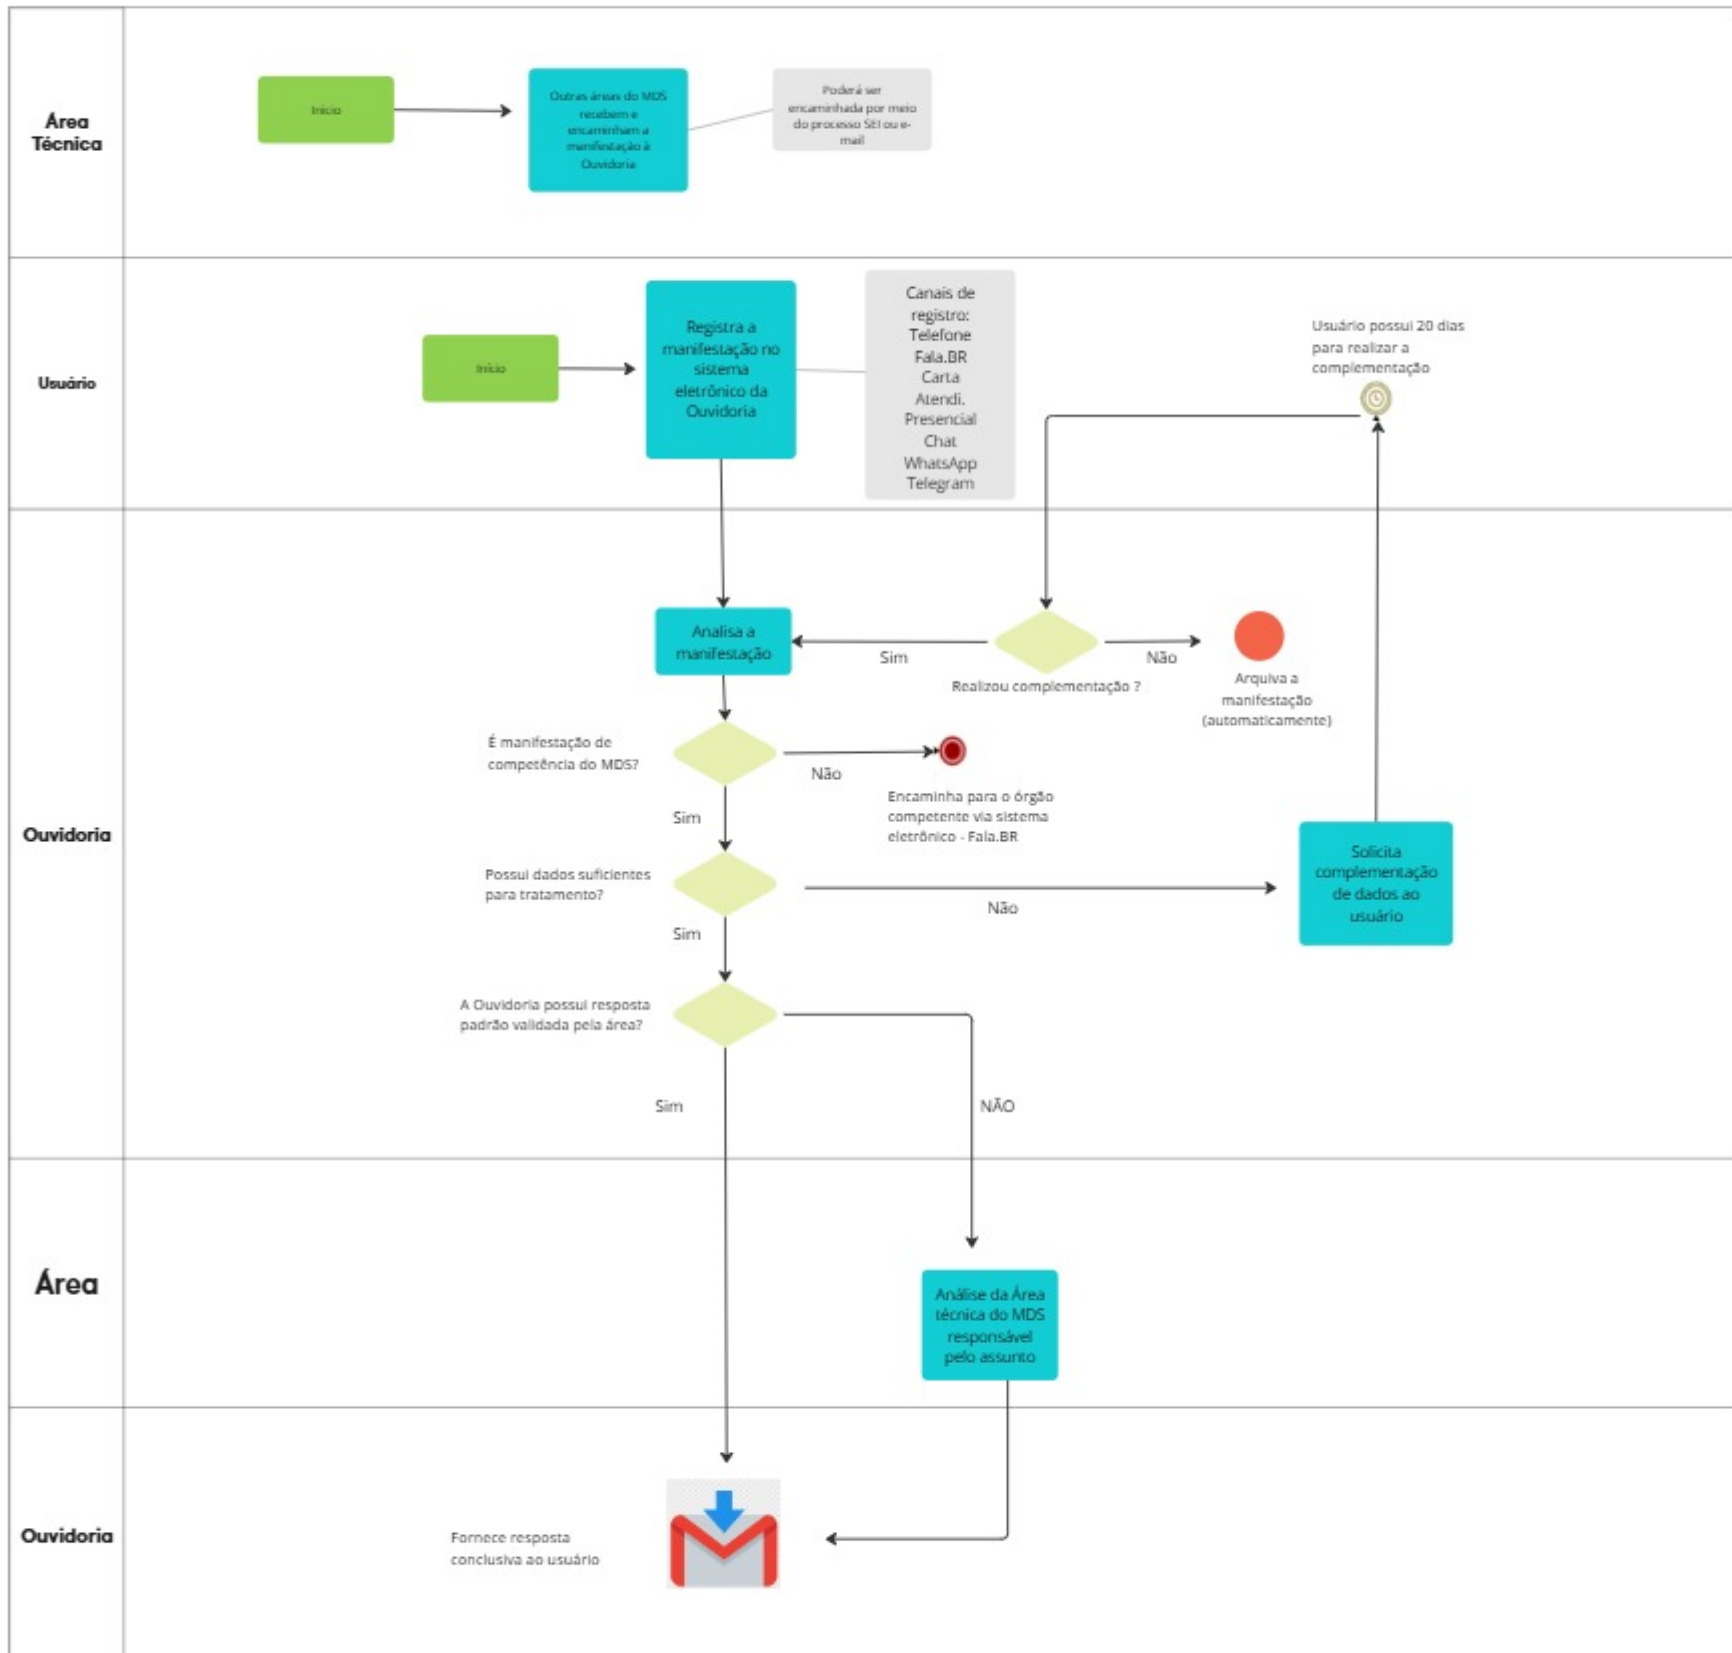 Área
Técnica
Início
Outras áreas do MDS
recebem e
encaminham a
manifestação à
Ouvidoria
Poderá ser
encaminhada por meio
do processo SEI ou e-
mail
Usuário
Início
Registra a
manifestação no
sistema
eletrônico da
Ouvidoria
Canais de
registro:
Telefone
Fala.BR
Carta
Atendi.
Presencial
Chat
WhatsApp
Telegram
Usuário possui 20 dias
para realizar a
complementação
Ouvidoria
Analisa a
manifestação
Sim
Não
Realizou complementação ?
Arquiva a
manifestação
(automaticamente)
É manifestação de
competência do MDS?
Não
Encaminha para o órgão
competente via sistema
eletrônico - Fala.BR
Sim
Possui dados suficientes
para tratamento?
Não
Solicita
complementação
de dados ao
usuário
Sim
A Ouvidoria possui resposta
padrão validada pela área?
Sim
NÃO
Área
Análise da Área
técnica do MDS
responsável
pelo assunto
Ouvidoria
Fornece resposta
conclusiva ao usuário